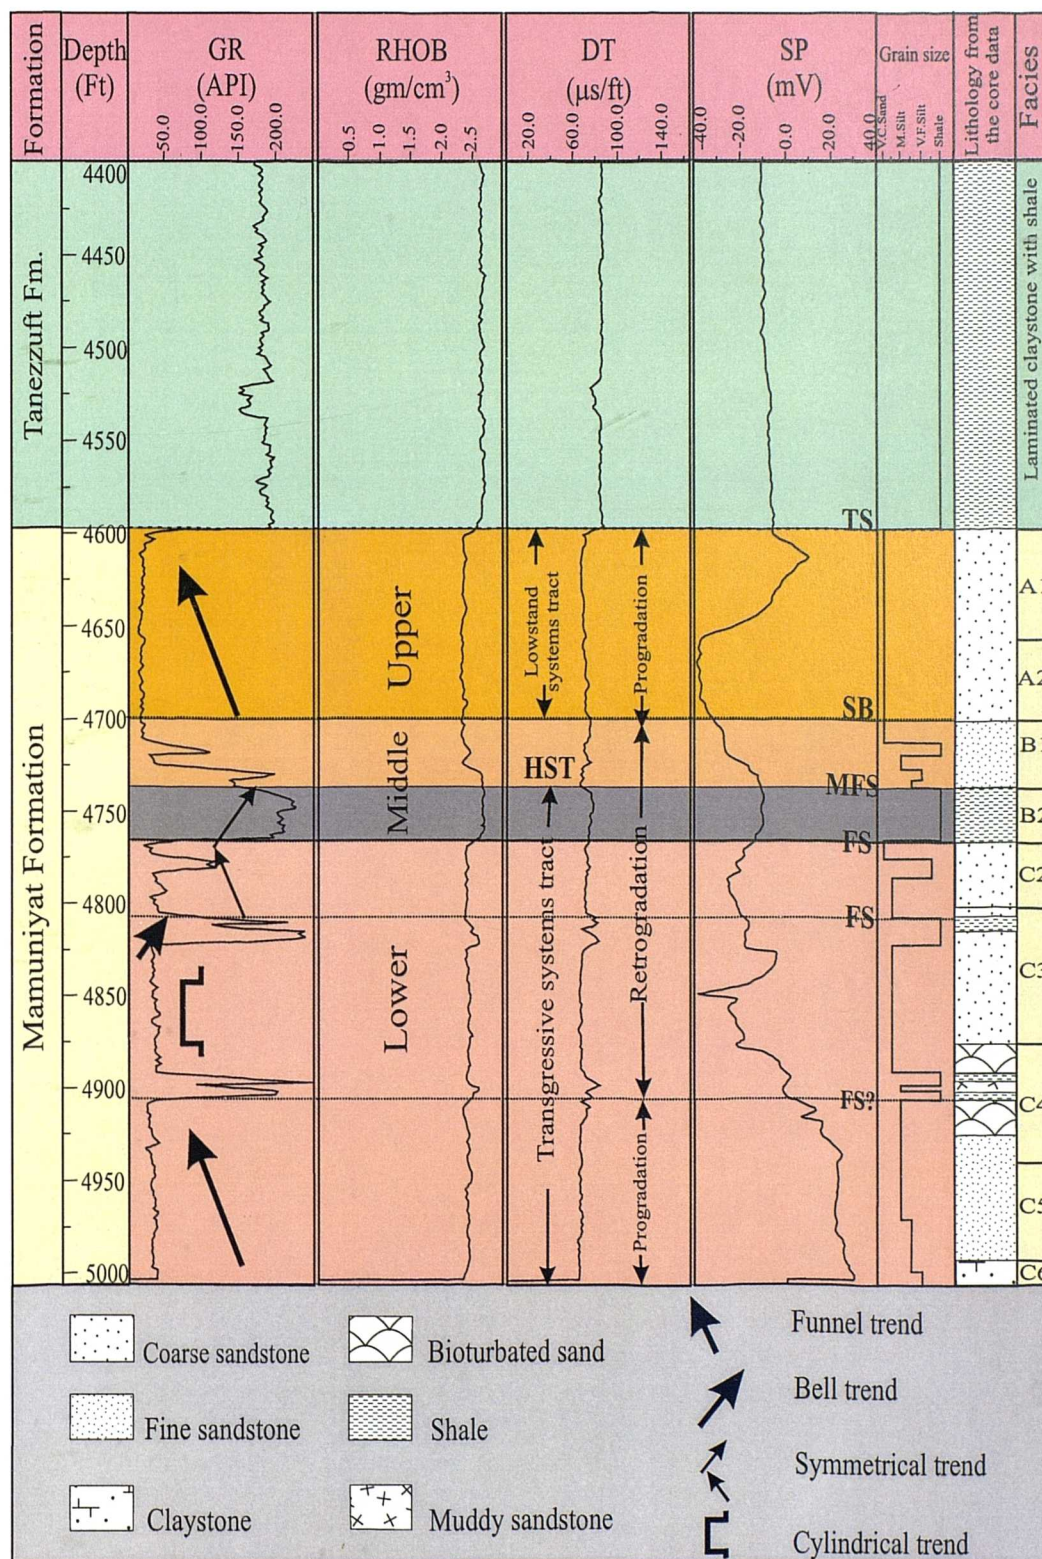 Formation
Depth
(Ft)
GR
(API)
50.0
100.0
150.0
200.0
RHOB
(gm/cm³)
0.5
1.0
1.5
2.0
2.5
DT
(µs/ft)
20.0
60.0
100.0
140.0
SP
(mV)
-40.0
-20.0
0.0
20.0
40.0
Grain size
V.C.Sand
M.Silt
V.F.Silt
Shale
Lithology from
the core data
Facies
Tanezzuft Fm.
Mamuniyat Formation
4400
4450
4500
4550
4600
4650
4700
4750
4800
4850
4900
4950
5000
Upper
Middle
Lower
Lowstand
systems tract
Progradation
HST
Transgressive systems tract
Retrogradation
Progradation
TS
SB
MFS
FS
FS
FS?
Laminated claystone with shale
A1
A2
B1
B2
C2
C3
C4
C5
C6
Coarse sandstone
Bioturbated sand
Funnel trend
Fine sandstone
Shale
Bell trend
Claystone
Muddy sandstone
Symmetrical trend
Cylindrical trend